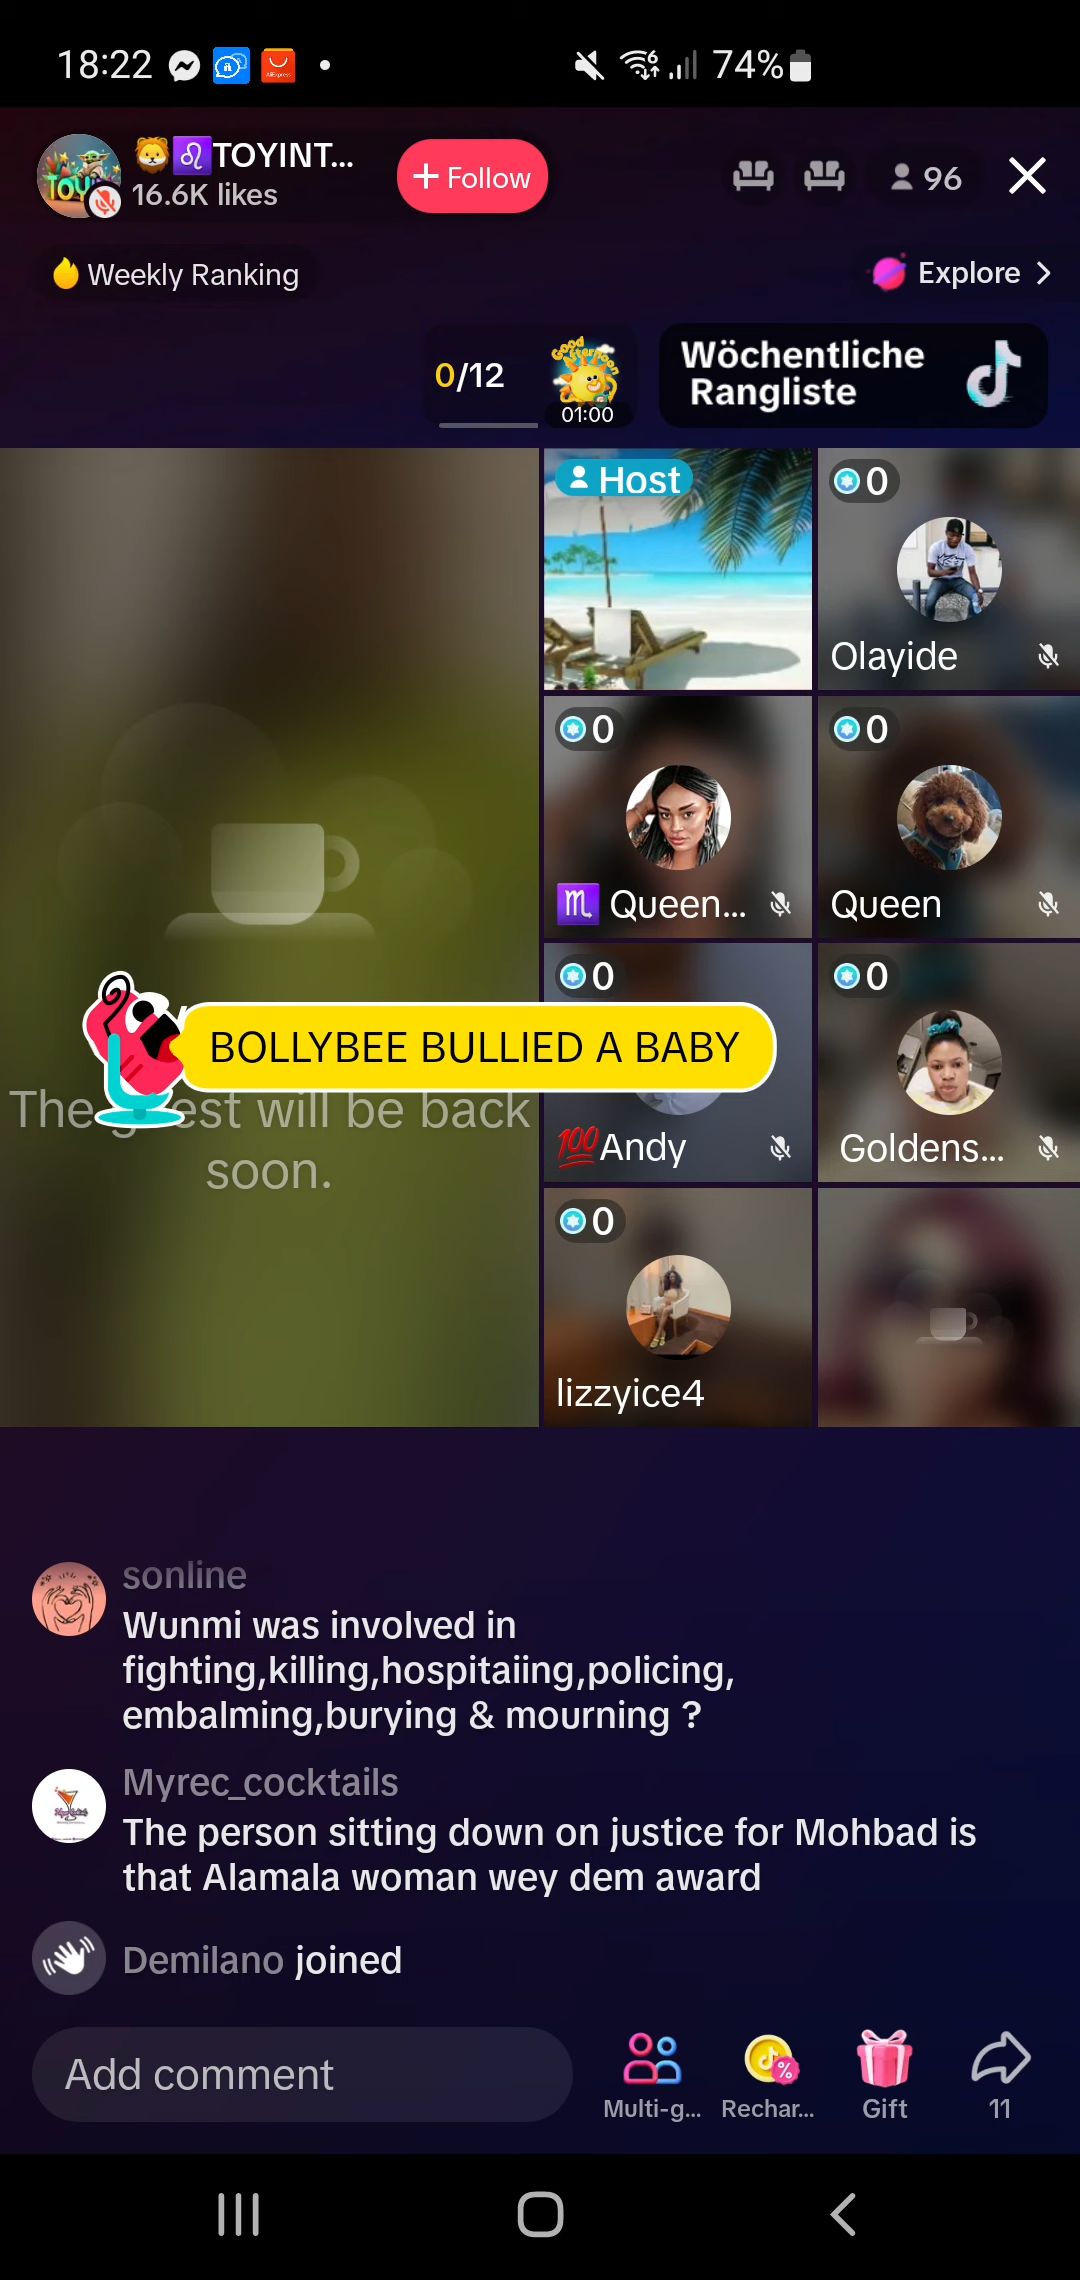 18:22
74%
TOYINT...
16.6K likes
+ Follow
96
Weekly Ranking
Explore >
0/12
Good Afternoon
01:00
Wöchentliche
Rangliste
Host
0
Olayide
0
Queen...
0
Queen
0
BOLLYBEE BULLIED A BABY
The guest will be back
soon.
💯Andy
0
Goldens...
0
lizzyice4
sonline
Wunmi was involved in
fighting,killing,hospitaiing,policing,
embalming,burying & mourning ?
Myrec_cocktails
The person sitting down on justice for Mohbad is
that Alamala woman wey dem award
Demilano joined
Add comment
Multi-g...
Rechar...
Gift
11